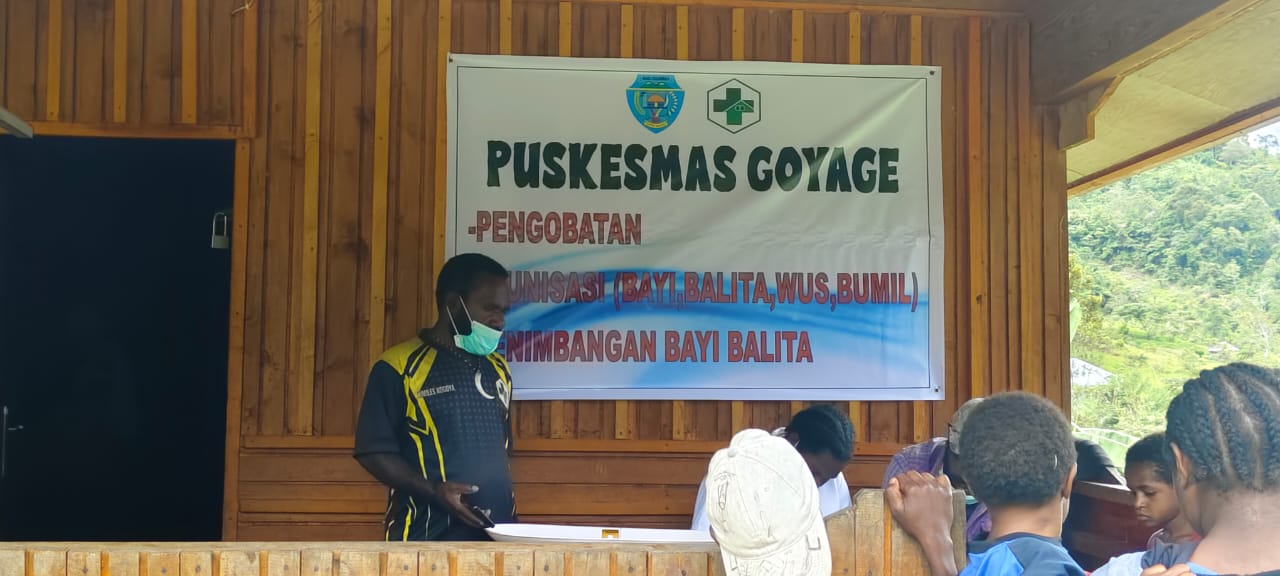 PUSKESMAS GOYAGE
-PENGOBATAN
UNISASI (BAYI,BALITA,WUS,BUMIL)
ENIMBANGAN BAYI BALITA